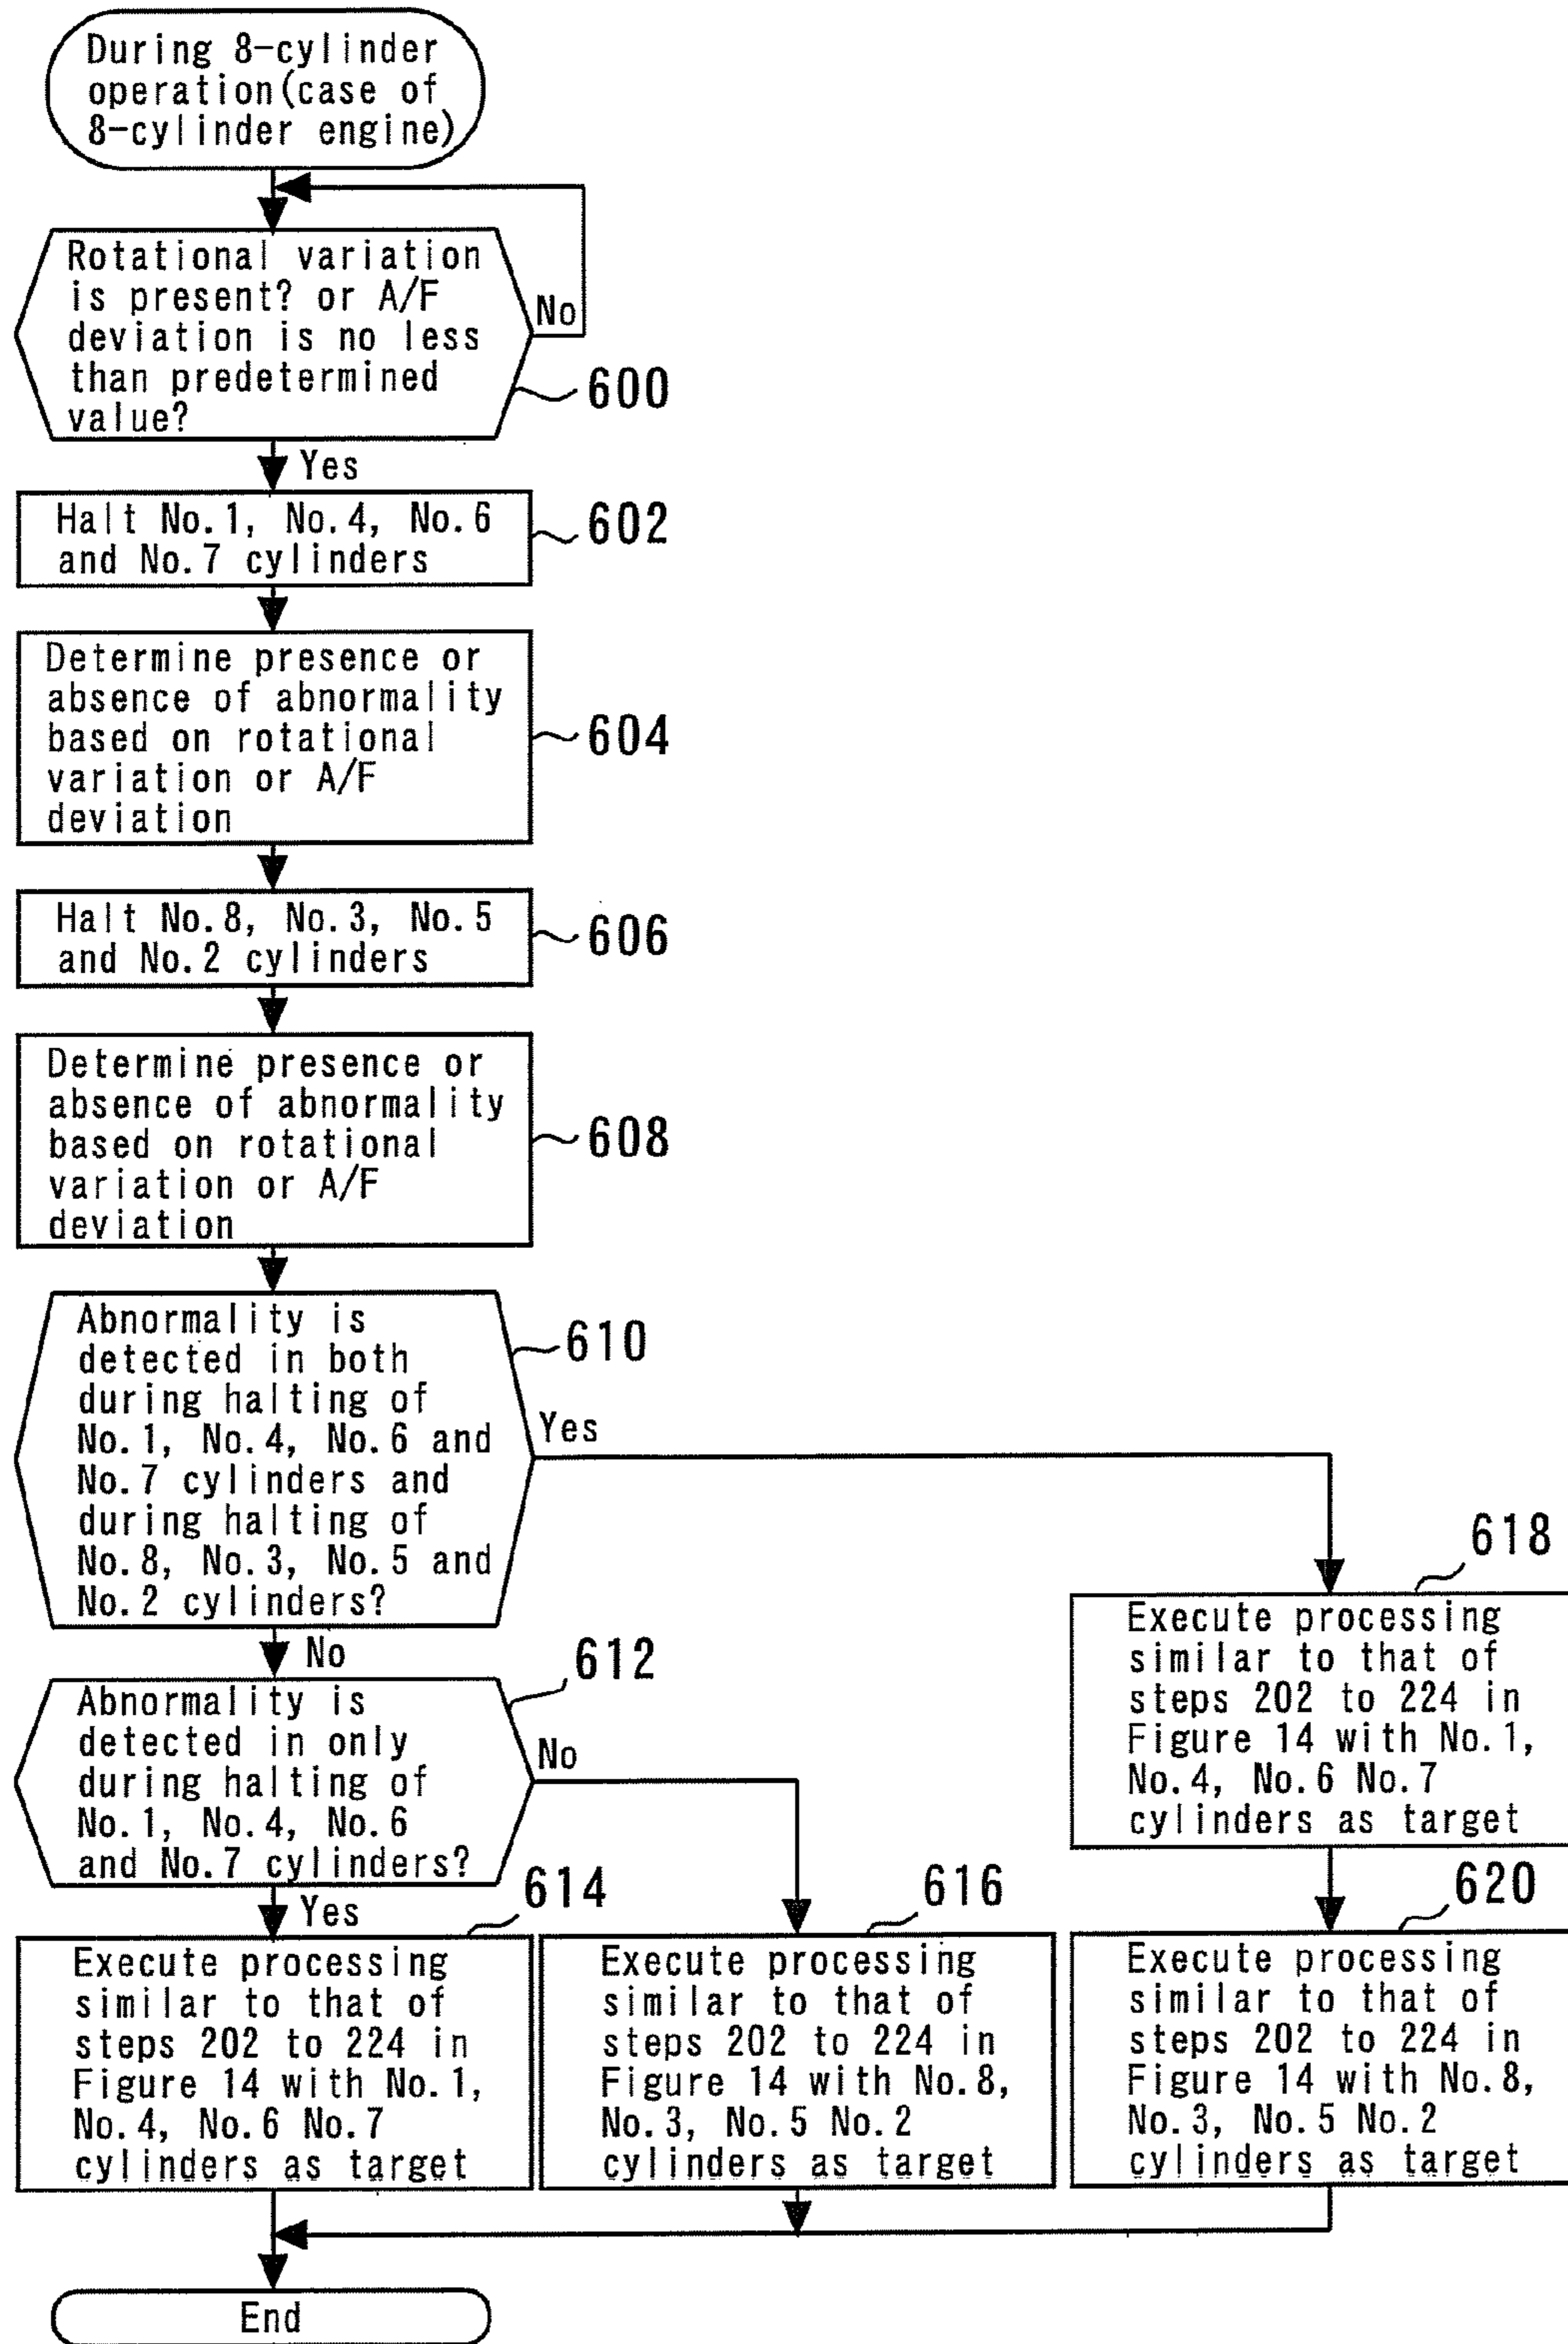 During 8-cylinder
operation(case of
8-cylinder engine)
Rotational variation
is present? or A/F
deviation is no less
than predetermined
value?
No
600
Yes
Halt No.1, No.4, No.6
and No.7 cylinders
602
Determine presence or
absence of abnormality
based on rotational
variation or A/F
deviation
604
Halt No.8, No.3, No.5
and No.2 cylinders
606
Determine presence or
absence of abnormality
based on rotational
variation or A/F
deviation
608
Abnormality is
detected in both
during halting of
No.1, No.4, No.6 and
No.7 cylinders and
during halting of
No.8, No.3, No.5 and
No.2 cylinders?
610
Yes
No
Abnormality is
detected in only
during halting of
No.1, No.4, No.6
and No.7 cylinders?
612
No
Yes
618
Execute processing
similar to that of
steps 202 to 224 in
Figure 14 with No.1,
No.4, No.6 No.7
cylinders as target
614
Execute processing
similar to that of
steps 202 to 224 in
Figure 14 with No.1,
No.4, No.6 No.7
cylinders as target
616
Execute processing
similar to that of
steps 202 to 224 in
Figure 14 with No.8,
No.3, No.5 No.2
cylinders as target
620
Execute processing
similar to that of
steps 202 to 224 in
Figure 14 with No.8,
No.3, No.5 No.2
cylinders as target
End